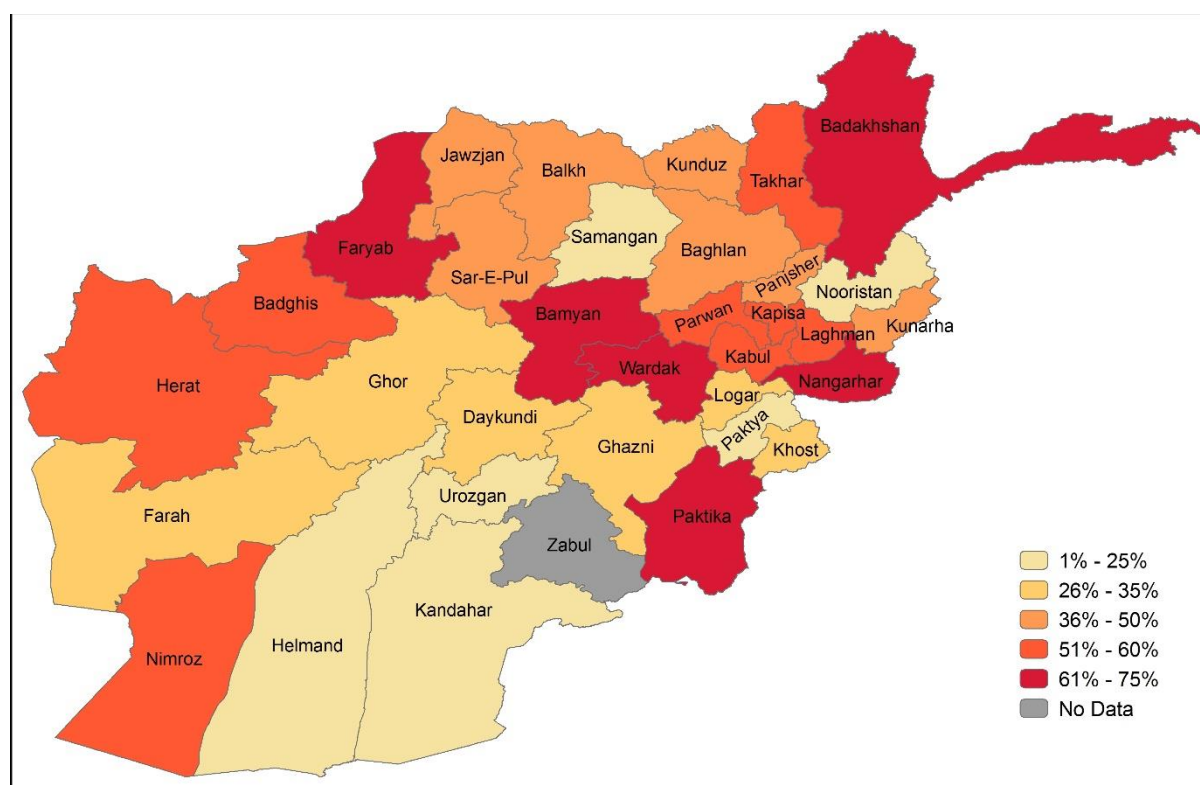 Badakhshan
Jawzjan
Balkh
Kunduz
Takhar
Samangan
Faryab
Baghlan
Sar-E-Pul
Panjsher
Nooristan
Badghis
Bamyan
Parwan
Kapisa
Kunarha
Laghman
Kabul
Herat
Ghor
Wardak
Nangarhar
Logar
Daykundi
Paktya
Ghazni
Khost
Urozgan
Farah
Paktika
Zabul
Kandahar
Helmand
Nimroz
1% - 25%
26% - 35%
36% - 50%
51% - 60%
61% - 75%
No Data